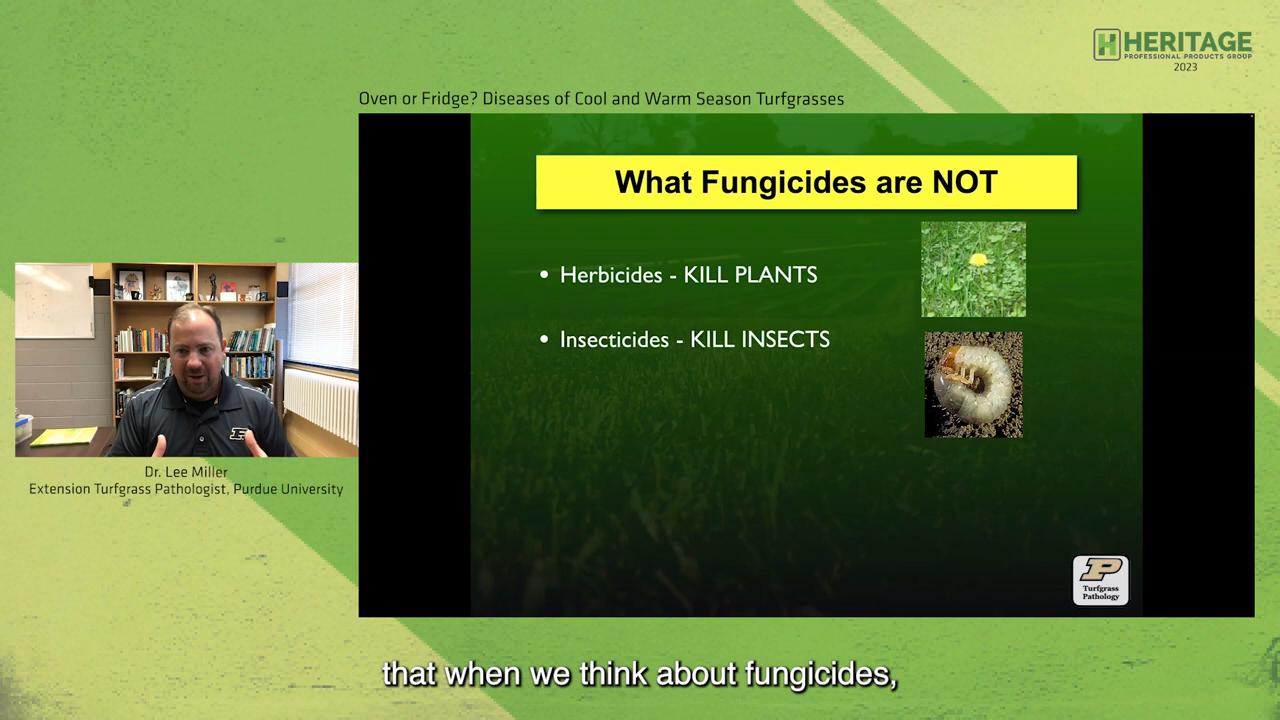 HERITAGE
PROFESSIONAL PRODUCTS GROUP
2023
Oven or Fridge? Diseases of Cool and Warm Season Turfgrasses
What Fungicides are NOT
• Herbicides - KILL PLANTS
• Insecticides - KILL INSECTS
Dr. Lee Miller
Extension Turfgrass Pathologist, Purdue University
P
Turfgrass
Pathology
that when we think about fungicides,